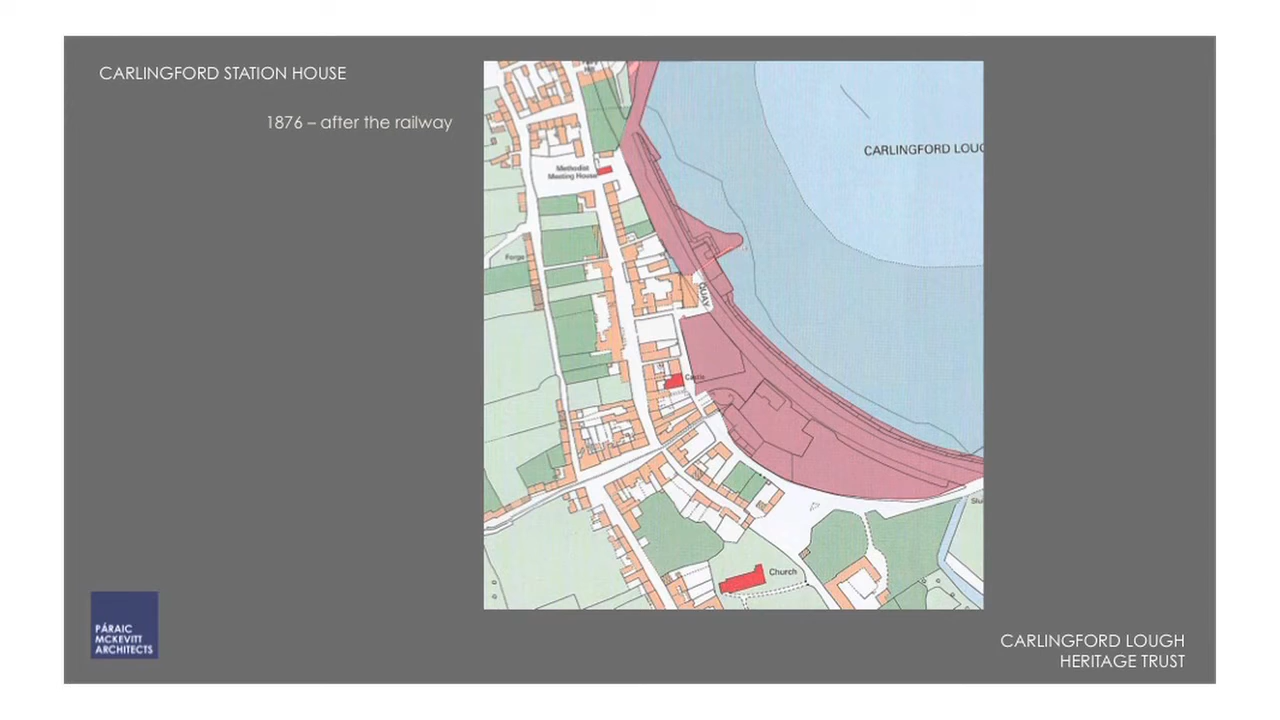 CARLINGFORD STATION HOUSE
1876 – after the railway
CARLINGFORD LOUG
Methodist
Meeting House
Forge
QUAY
Church
PÁRAIC
MCKEVITT
ARCHITECTS
CARLINGFORD LOUGH
HERITAGE TRUST